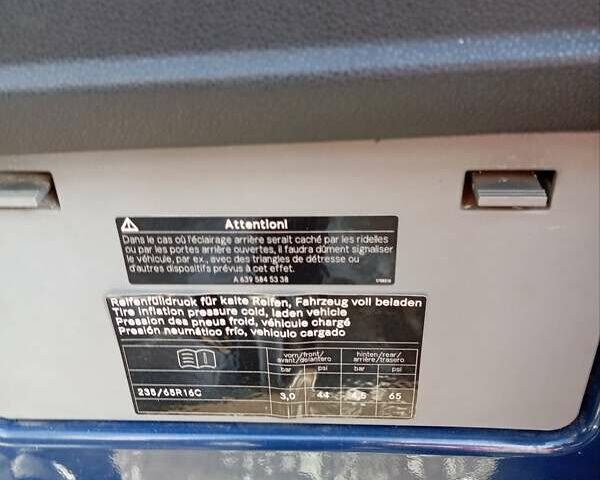 Attention!
Dans le cas où l'éclairage arrière serait caché par les ridelles
ou par les portes arrière ouvertes, il faudra dûment signaliser
le véhicule, par ex., avec des triangles de détresse ou
d'autres dispositifs prévus à cet effet.
A 639 584 53 38
Reifenfülldruck für kalte Reifen, Fahrzeug voll beladen
Tire inflation pressure cold, laden vehicle
Pression des pneus froid, véhicule chargé
Presión neumático frío, vehículo cargado
vorn/front/ hinten/rear/
avant/delantero arrière/trasero
bar psi bar psi
235/65R16C 3,0 44 4,5 65